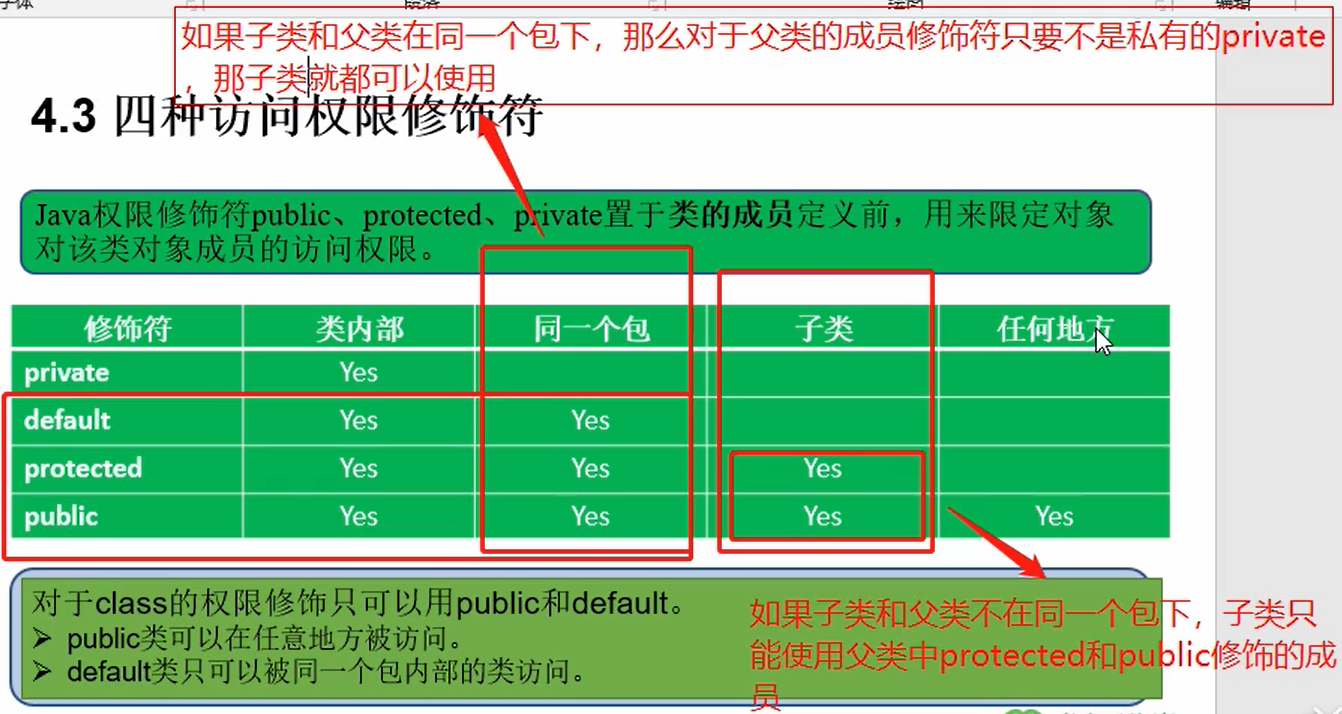 如果子类和父类在同一个包下，那么对于父类的成员修饰符只要不是私有的private
，那子类就都可以使用
4.3 四种访问权限修饰符
Java权限修饰符public、protected、private置于类的成员定义前，用来限定对象
对该类对象成员的访问权限。
修饰符 类内部 同一个包 子类 任何地方
private Yes
default Yes Yes
protected Yes Yes Yes
public Yes Yes Yes Yes
对于class的权限修饰只可以用public和default。
➢ public类可以在任意地方被访问。
➢ default类只可以被同一个包内部的类访问。
如果子类和父类不在同一个包下，子类只
能使用父类中protected和public修饰的成
员